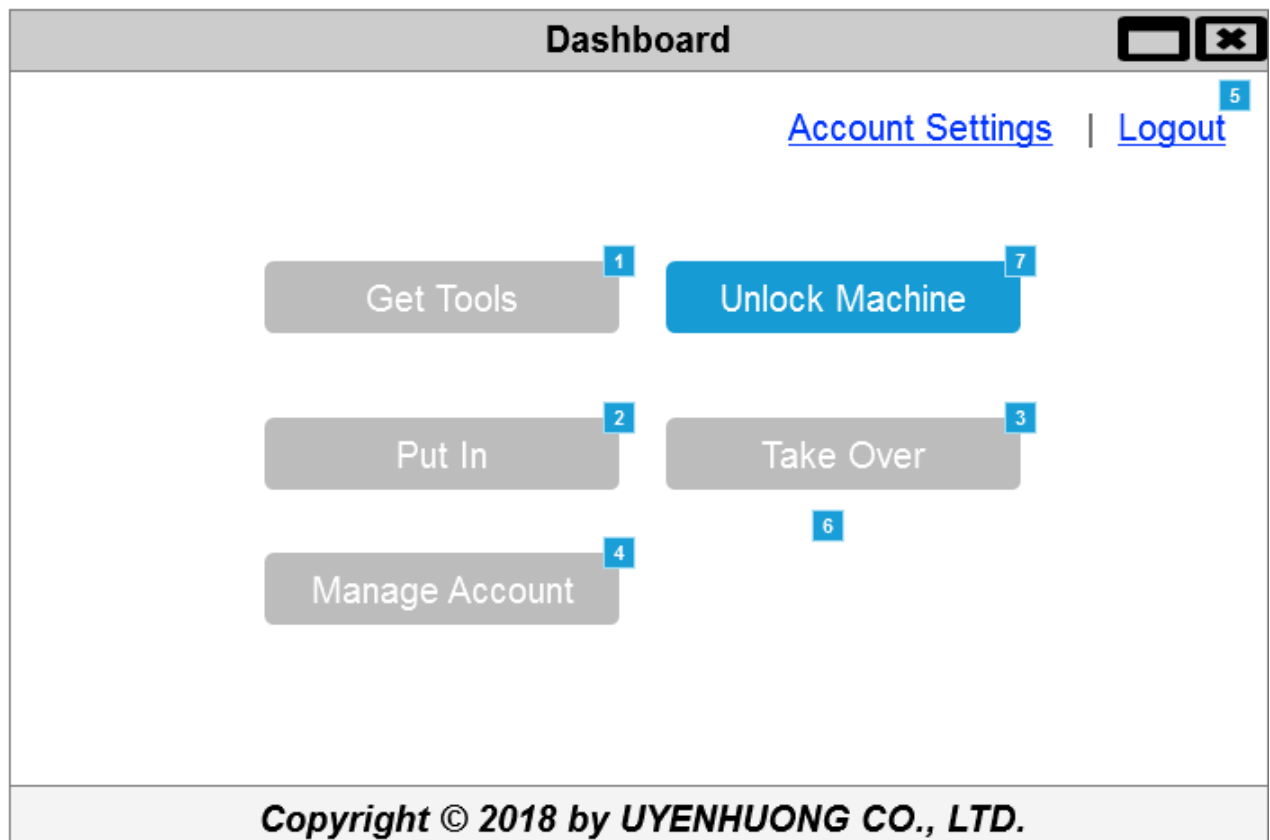 Dashboard
5
Account Settings | Logout
1 7
Get Tools Unlock Machine
2 3
Put In Take Over
6
4
Manage Account
Copyright © 2018 by UYENHUONG CO., LTD.